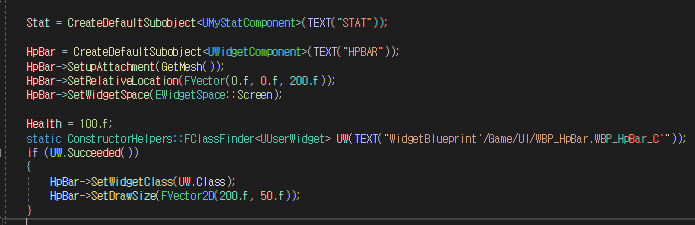 Stat = CreateDefaultSubobject<UMyStatComponent>(TEXT("STAT"));
HpBar = CreateDefaultSubobject<UWidgetComponent>(TEXT("HPBAR"));
HpBar->SetupAttachment(GetMesh());
HpBar->SetRelativeLocation(FVector(0.f, 0.f, 200.f));
HpBar->SetWidgetSpace(EWidgetSpace::Screen);
Health = 100.f;
static ConstructorHelpers::FClassFinder<UUserWidget> UW(TEXT("WidgetBlueprint'/Game/UI/WBP_HpBar.WBP_HpBar_C'"));
if (UW.Succeeded())
{
HpBar->SetWidgetClass(UW.Class);
HpBar->SetDrawSize(FVector2D(200.f, 50.f));
}